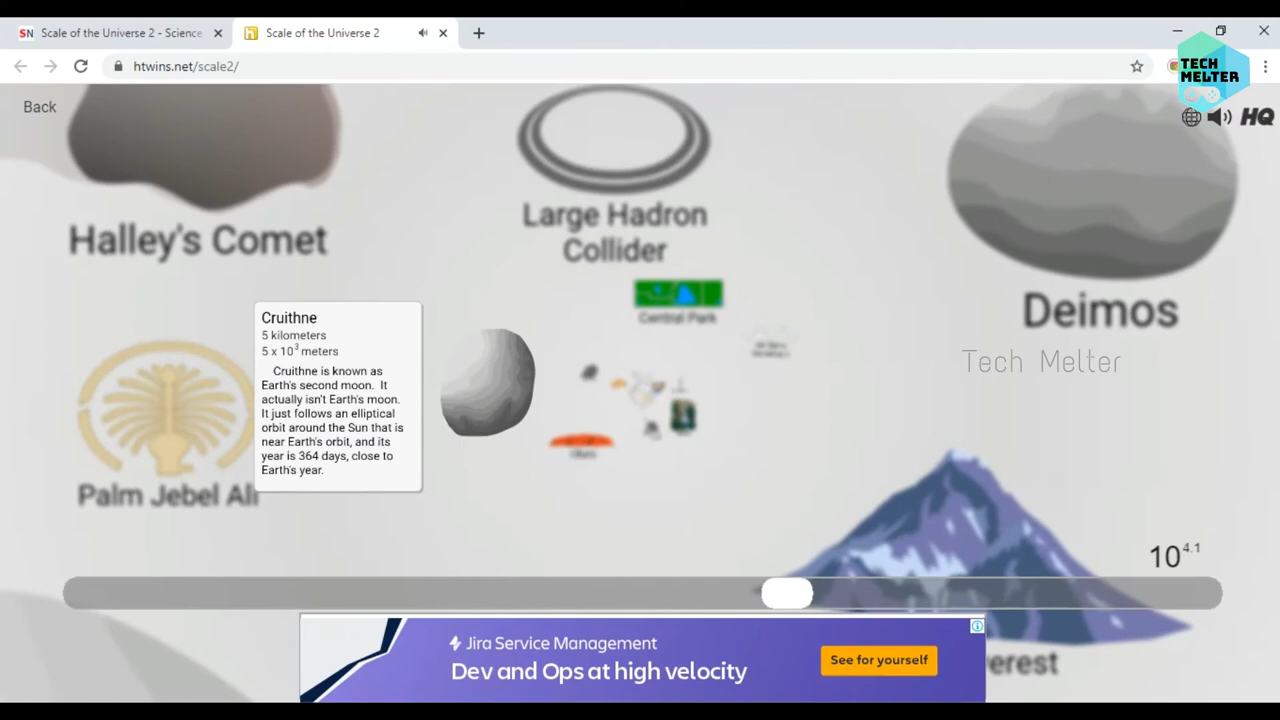 SN Scale of the Universe 2 - Science
Scale of the Universe 2
htwins.net/scale2/
TECH
MELTER
Back
HQ
Halley's Comet
Large Hadron
Collider
Deimos
Central Park
Tech Melter
Cruithne
5 kilometers
5 x 10³ meters
Cruithne is known as
Earth's second moon. It
actually isn't Earth's moon.
It just follows an elliptical
orbit around the Sun that is
near Earth's orbit, and its
year is 364 days, close to
Earth's year.
Palm Jebel Ali
10⁴·¹
Jira Service Management
Dev and Ops at high velocity
See for yourself
erest